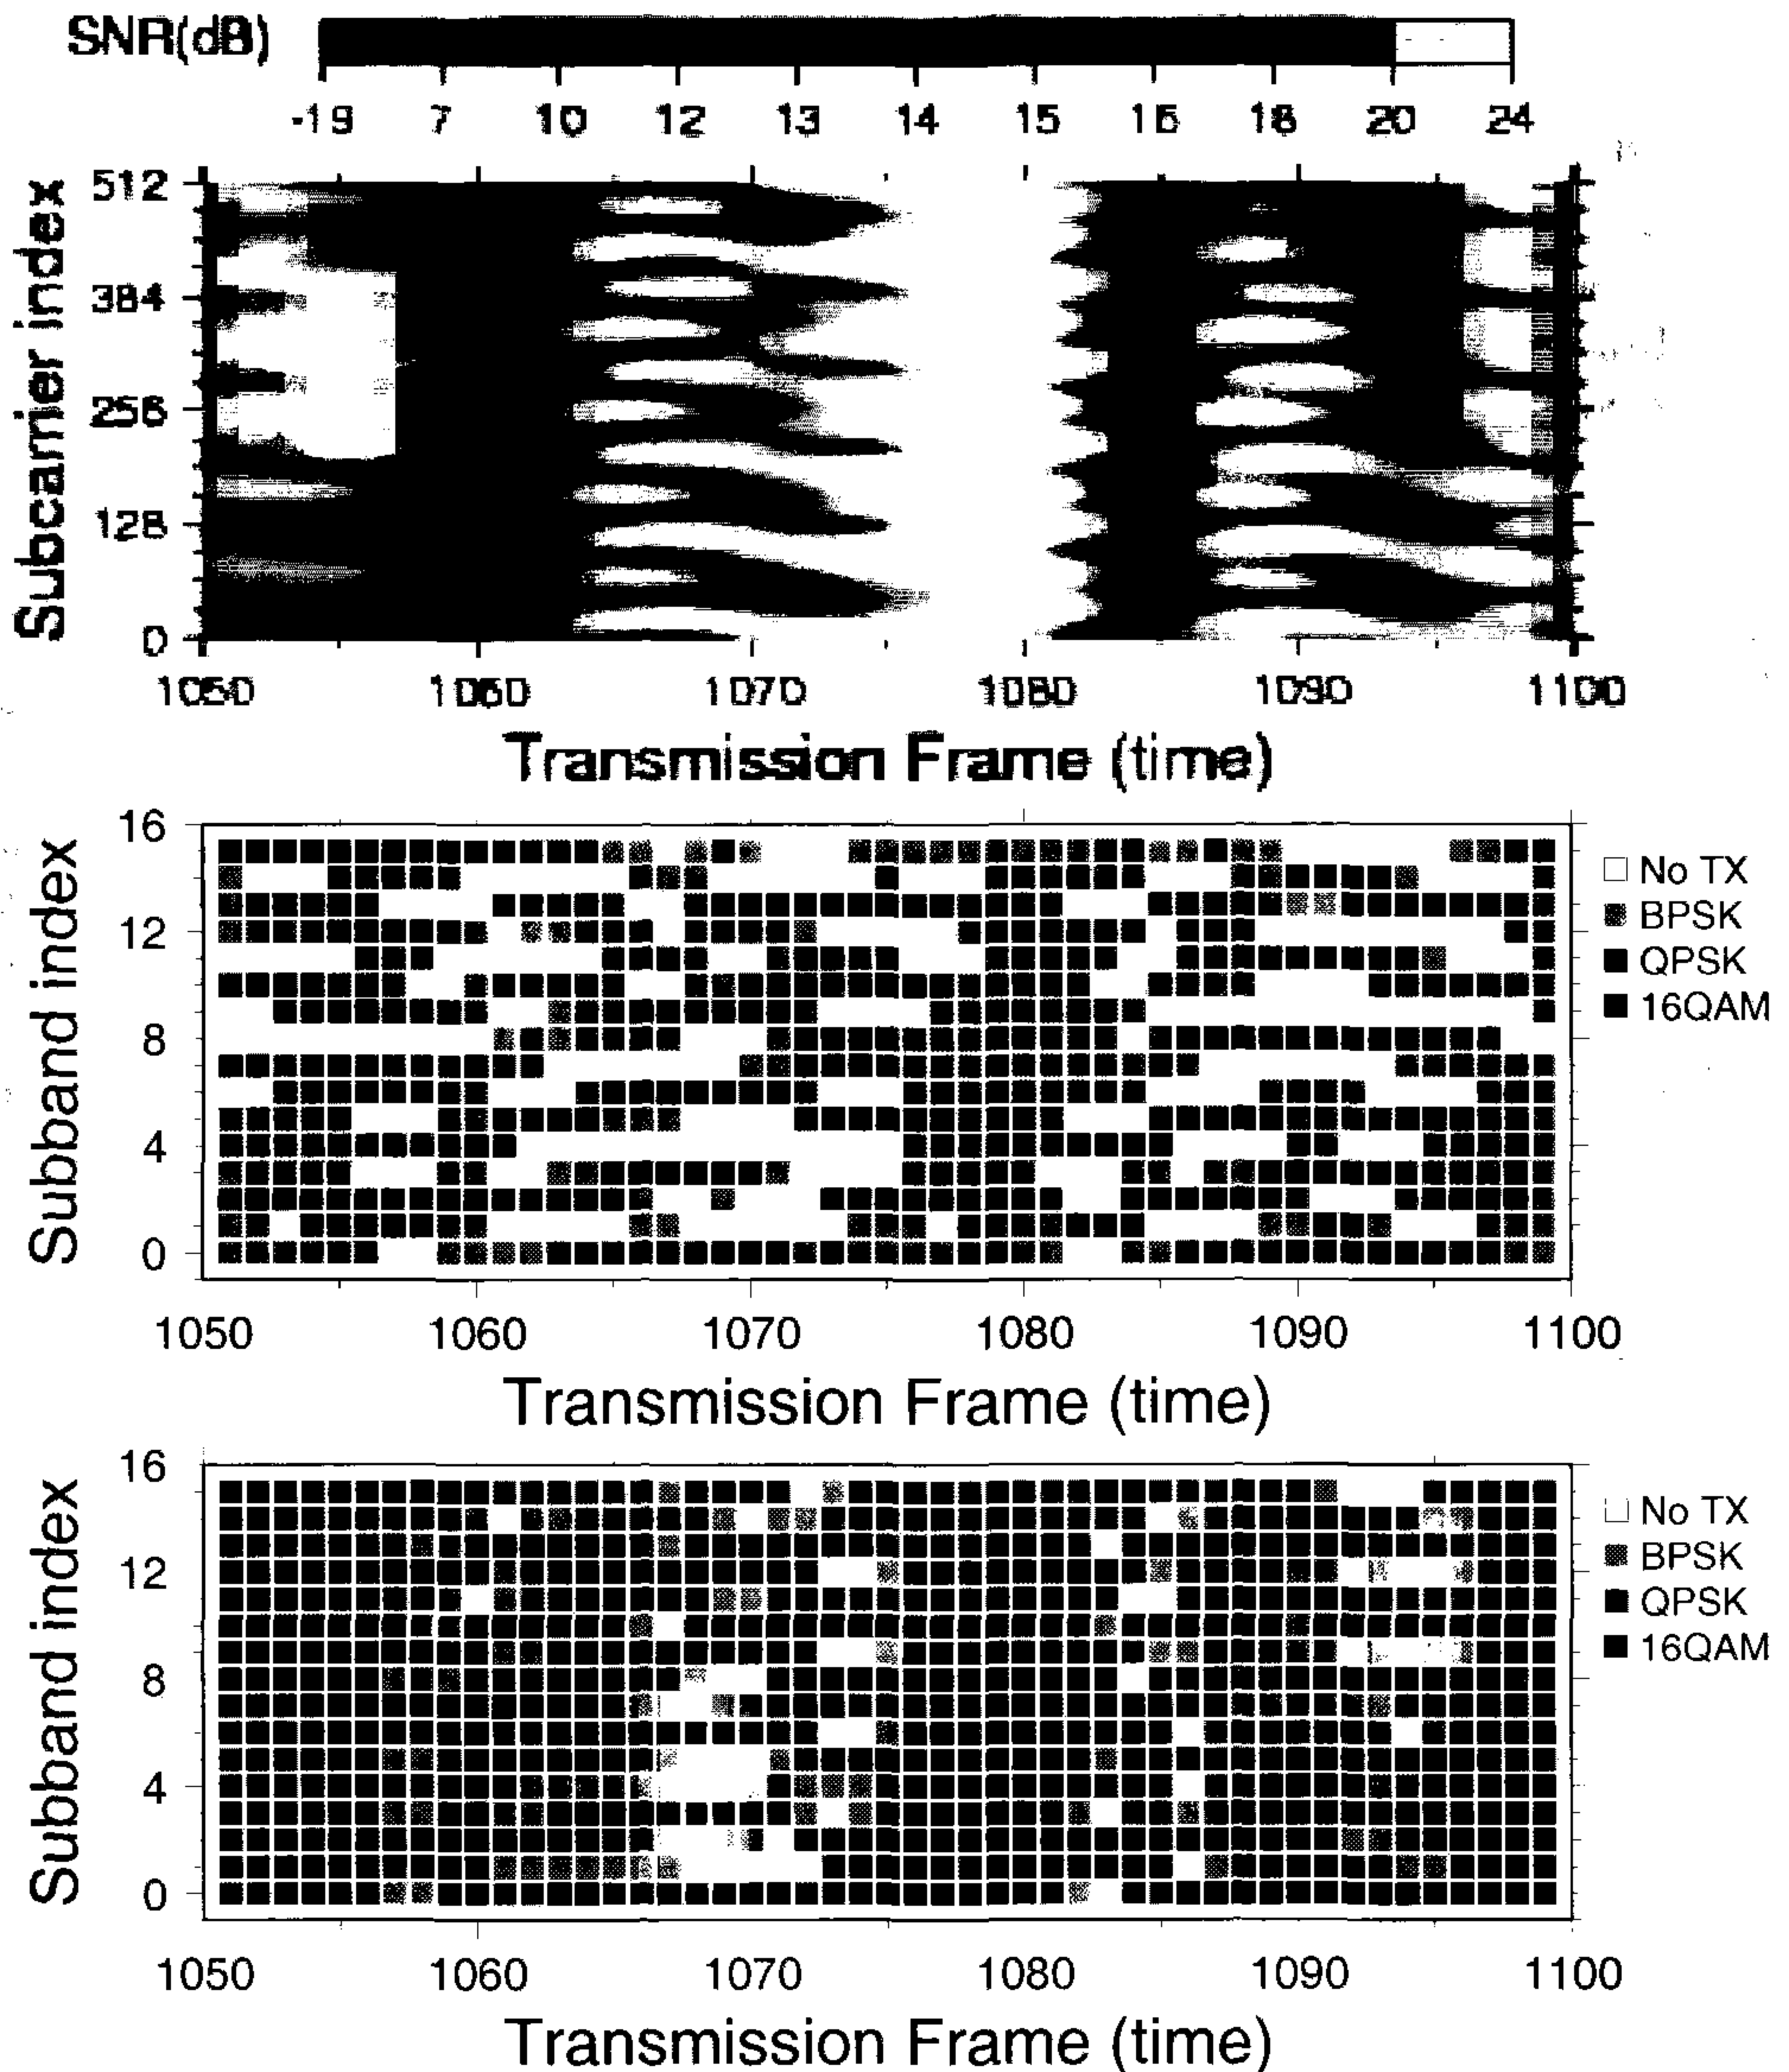 SNR(dB)
-19 7 10 12 13 14 15 16 18 20 24
Subcarrier index
512
384
256
128
0
1050 1060 1070 1080 1090 1100
Transmission Frame (time)
Subband index
16
12
8
4
0
No TX
BPSK
QPSK
16QAM
1050 1060 1070 1080 1090 1100
Transmission Frame (time)
Subband index
16
12
8
4
0
No TX
BPSK
QPSK
16QAM
1050 1060 1070 1080 1090 1100
Transmission Frame (time)